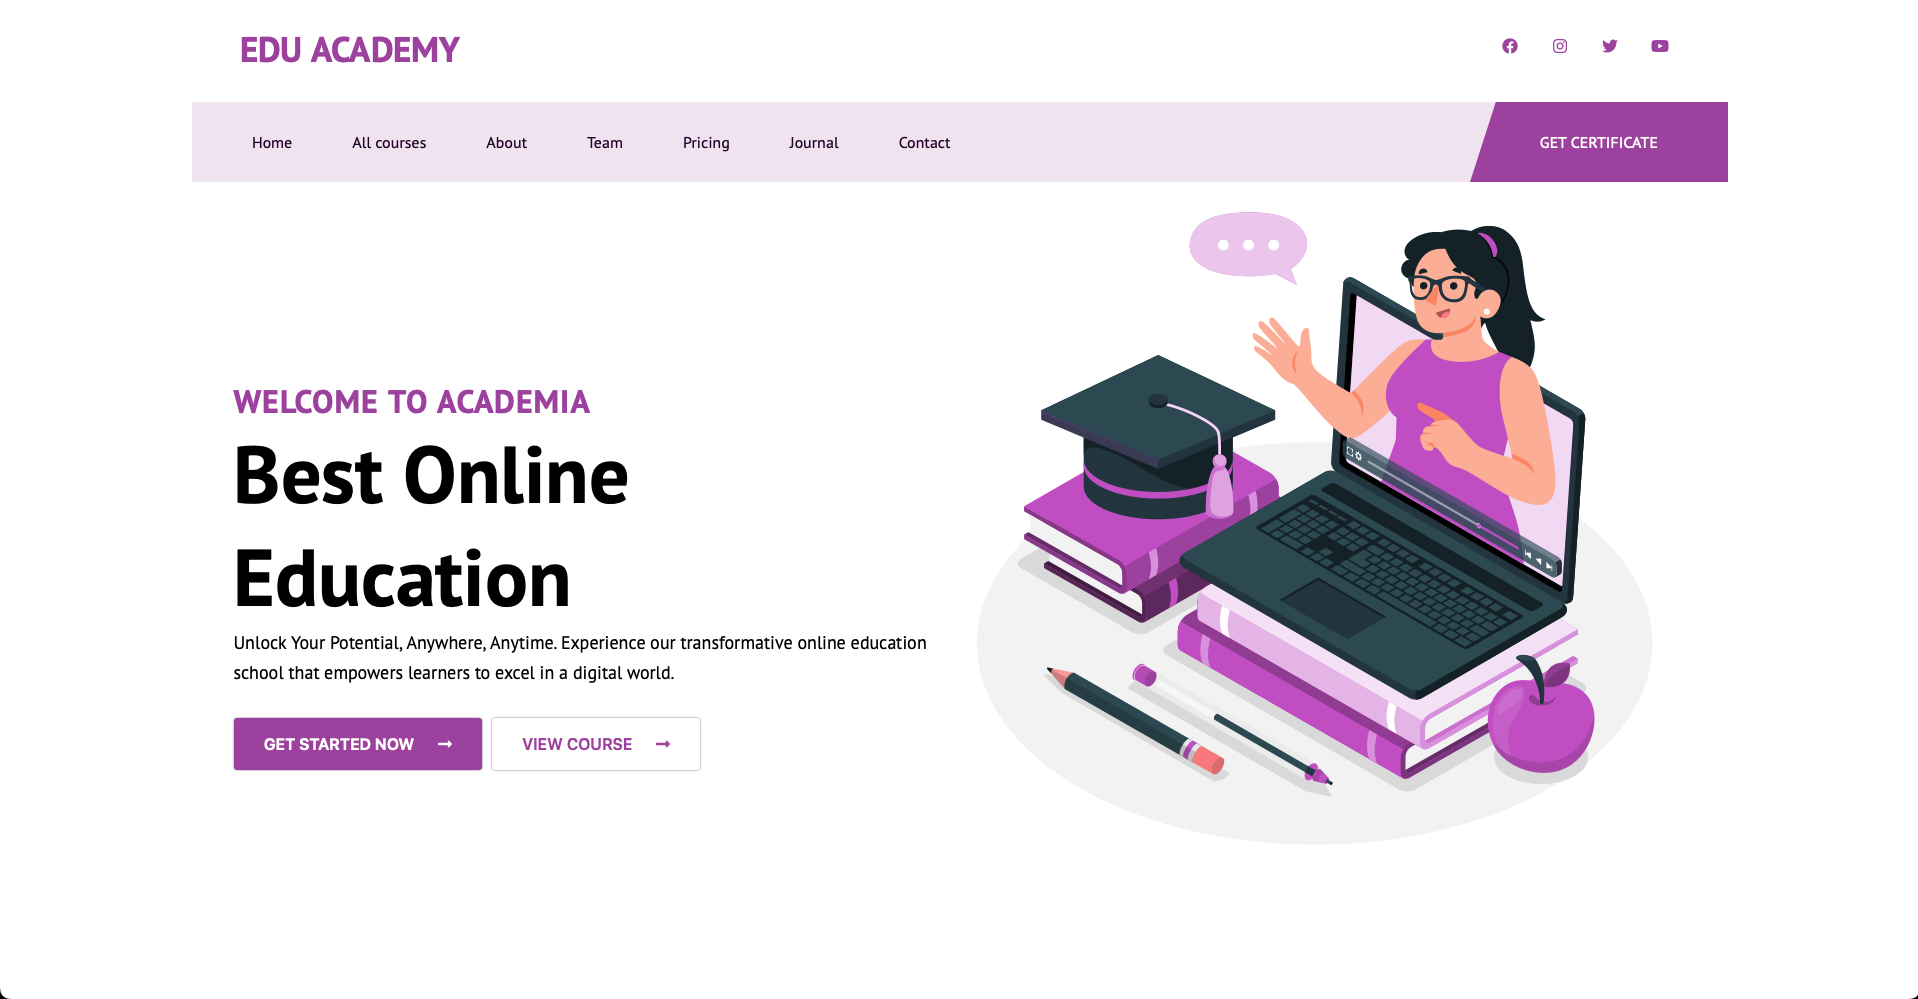 EDU ACADEMY
Home All courses About Team Pricing Journal Contact GET CERTIFICATE
WELCOME TO ACADEMIA
Best Online
Education
Unlock Your Potential, Anywhere, Anytime. Experience our transformative online education
school that empowers learners to excel in a digital world.
GET STARTED NOW VIEW COURSE